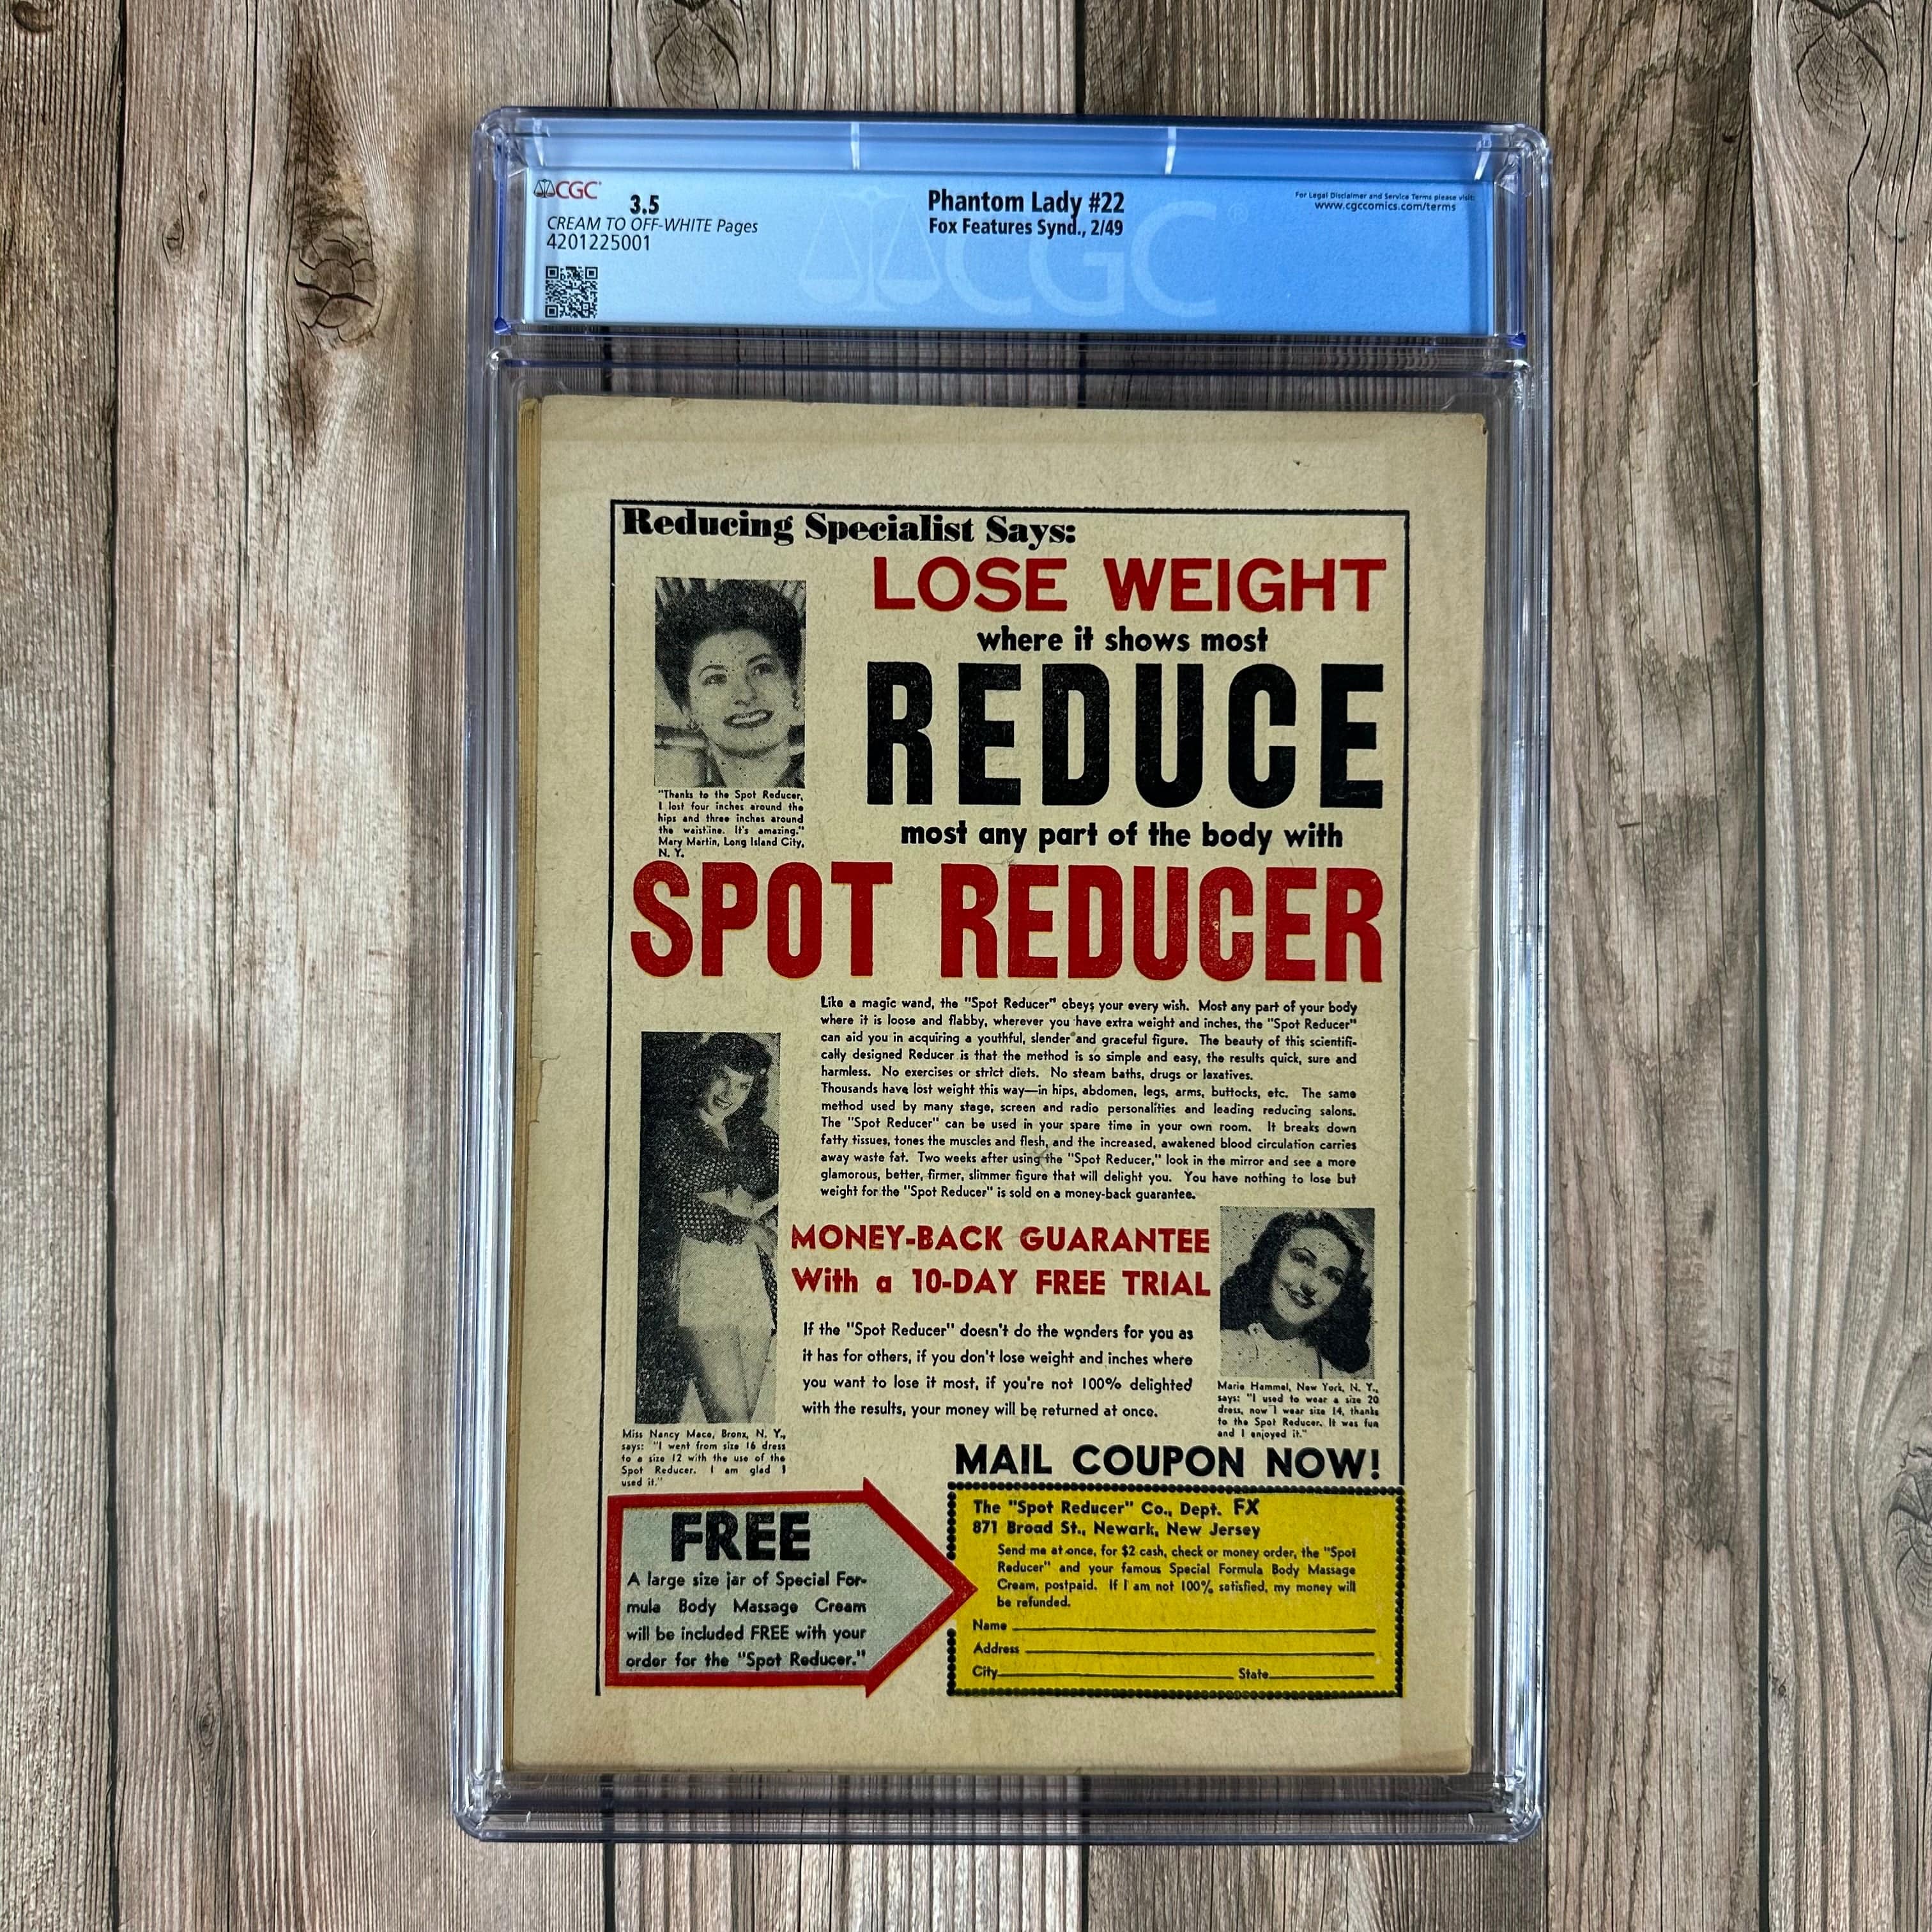 CGC
3.5
CREAM TO OFF-WHITE Pages
4201225001
Phantom Lady #22
Fox Features Synd., 2/49
For Legal Disclaimer and Service Terms please visit:
www.cgccomics.com/terms
CGC
Reducing Specialist Says:
LOSE WEIGHT
where it shows most
REDUCE
most any part of the body with
"Thanks to the Spot Reducer,
I lost four inches around the
hips and three inches around
the waistline. It's amazing."
Mary Martin, Long Island City,
N. Y.
SPOT REDUCER
Like a magic wand, the "Spot Reducer" obeys your every wish. Most any part of your body
where it is loose and flabby, wherever you have extra weight and inches, the "Spot Reducer"
can aid you in acquiring a youthful, slender and graceful figure. The beauty of this scientifi-
cally designed Reducer is that the method is so simple and easy, the results quick, sure and
harmless. No exercises or strict diets. No steam baths, drugs or laxatives.
Thousands have lost weight this way—in hips, abdomen, legs, arms, buttocks, etc. The same
method used by many stage, screen and radio personalities and leading reducing salons.
The "Spot Reducer" can be used in your spare time in your own room. It breaks down
fatty tissues, tones the muscles and flesh, and the increased, awakened blood circulation carries
away waste fat. Two weeks after using the "Spot Reducer," look in the mirror and see a more
glamorous, better, firmer, slimmer figure that will delight you. You have nothing to lose but
weight for the "Spot Reducer" is sold on a money-back guarantee.
MONEY-BACK GUARANTEE
With a 10-DAY FREE TRIAL
If the "Spot Reducer" doesn't do the wonders for you as
it has for others, if you don't lose weight and inches where
you want to lose it most, if you're not 100% delighted
with the results, your money will be returned at once.
Marie Hammel, New York, N. Y.,
says: "I used to wear a size 20
dress, now I wear size 14, thanks
to the Spot Reducer. It was fun
and I enjoyed it."
Miss Nancy Mace, Bronx, N. Y.,
says: "I went from size 16 dress
to a size 12 with the use of the
Spot Reducer. I am glad I
used it."
MAIL COUPON NOW!
FREE
A large size jar of Special For-
mula Body Massage Cream
will be included FREE with your
order for the "Spot Reducer."
The "Spot Reducer" Co., Dept. FX
871 Broad St., Newark, New Jersey
Send me at once, for $2 cash, check or money order, the "Spot
Reducer" and your famous Special Formula Body Massage
Cream, postpaid. If I am not 100% satisfied, my money will
be refunded.
Name
Address
City State